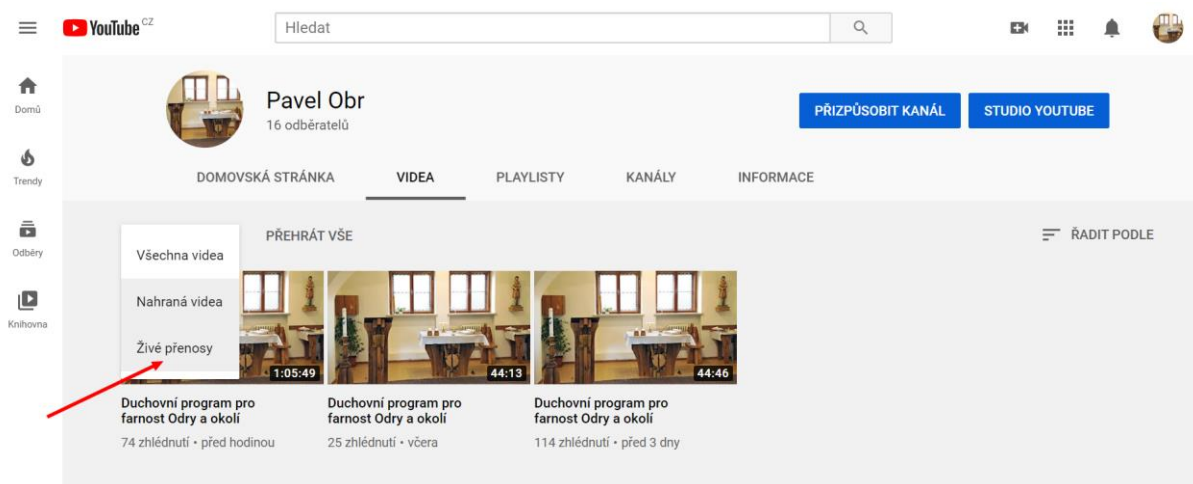 YouTube CZ
Hledat
Domů
Trendy
Odběry
Knihovna
Pavel Obr
16 odběratelů
PŘIZPŮSOBIT KANÁL
STUDIO YOUTUBE
DOMOVSKÁ STRÁNKA VIDEA PLAYLISTY KANÁLY INFORMACE
Všechna videa
Nahraná videa
Živé přenosy
PŘEHRÁT VŠE
ŘADIT PODLE
1:05:49
Duchovní program pro
farnost Odry a okolí
74 zhlédnutí • před hodinou
44:13
Duchovní program pro
farnost Odry a okolí
25 zhlédnutí • včera
44:46
Duchovní program pro
farnost Odry a okolí
114 zhlédnutí • před 3 dny